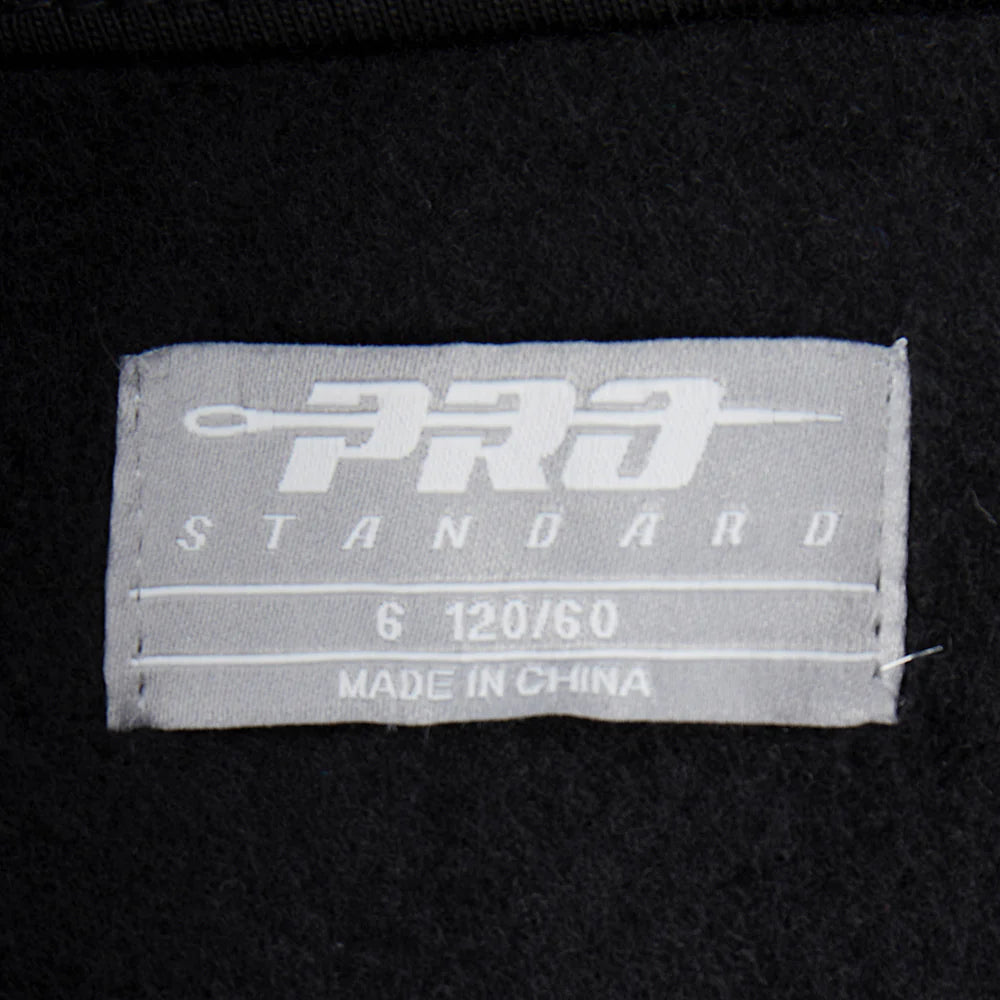 PRO
STANDARD
6 120/60
MADE IN CHINA